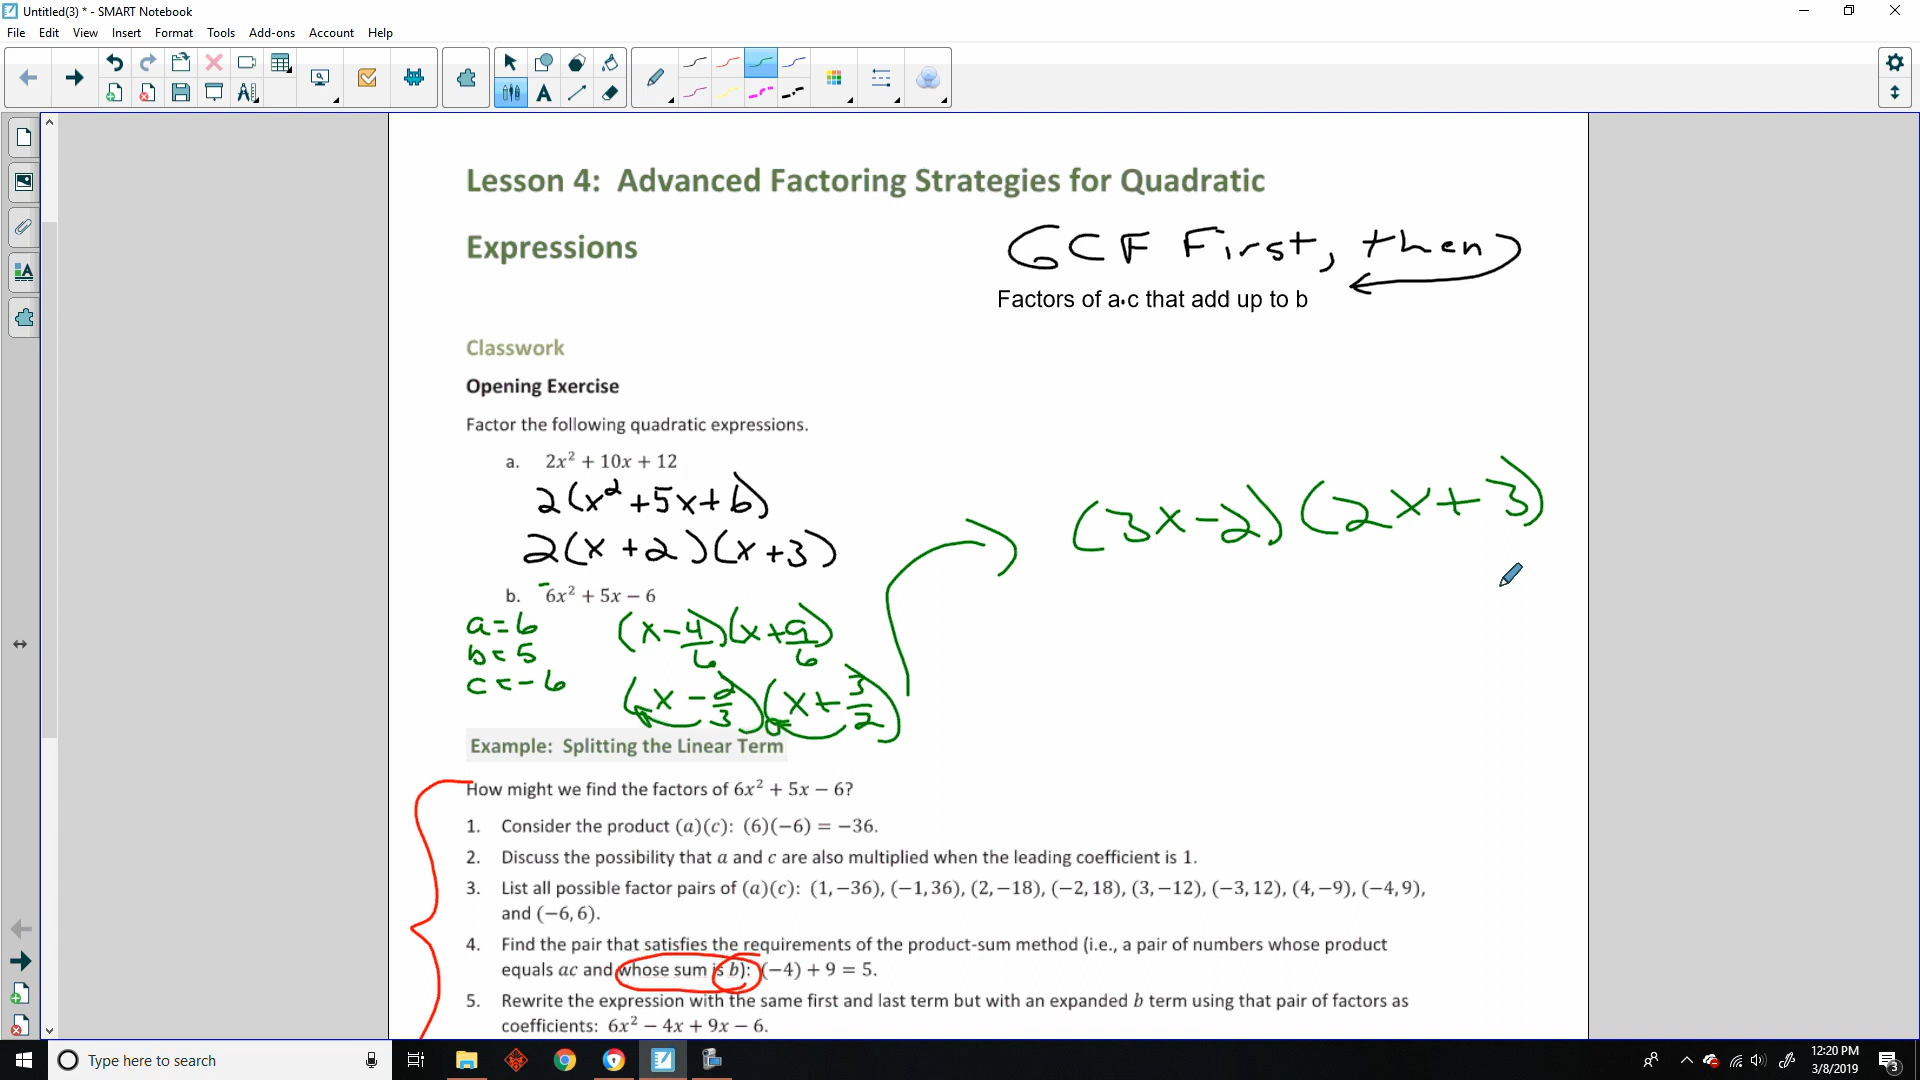 Untitled(3) * - SMART Notebook
File Edit View Insert Format Tools Add-ons Account Help
Lesson 4: Advanced Factoring Strategies for Quadratic
Expressions
GCF First, then
Factors of a•c that add up to b
Classwork
Opening Exercise
Factor the following quadratic expressions.
a. 2x² + 10x + 12
2(x²+5x+6)
2(x+2)(x+3)
(3x-2)(2x+3)
b. 6x² + 5x − 6
a=6
b=5
c=-6
(x-4/6)(x+9/6)
(x-2/3)(x+3/2)
Example: Splitting the Linear Term
How might we find the factors of 6x² + 5x − 6?
1. Consider the product (a)(c): (6)(−6) = −36.
2. Discuss the possibility that a and c are also multiplied when the leading coefficient is 1.
3. List all possible factor pairs of (a)(c): (1,−36), (−1,36), (2,−18), (−2,18), (3,−12), (−3,12), (4,−9), (−4,9),
and (−6,6).
4. Find the pair that satisfies the requirements of the product-sum method (i.e., a pair of numbers whose product
equals ac and whose sum is b): (−4) + 9 = 5.
5. Rewrite the expression with the same first and last term but with an expanded b term using that pair of factors as
coefficients: 6x² − 4x + 9x − 6.
Type here to search
12:20 PM
3/8/2019
3